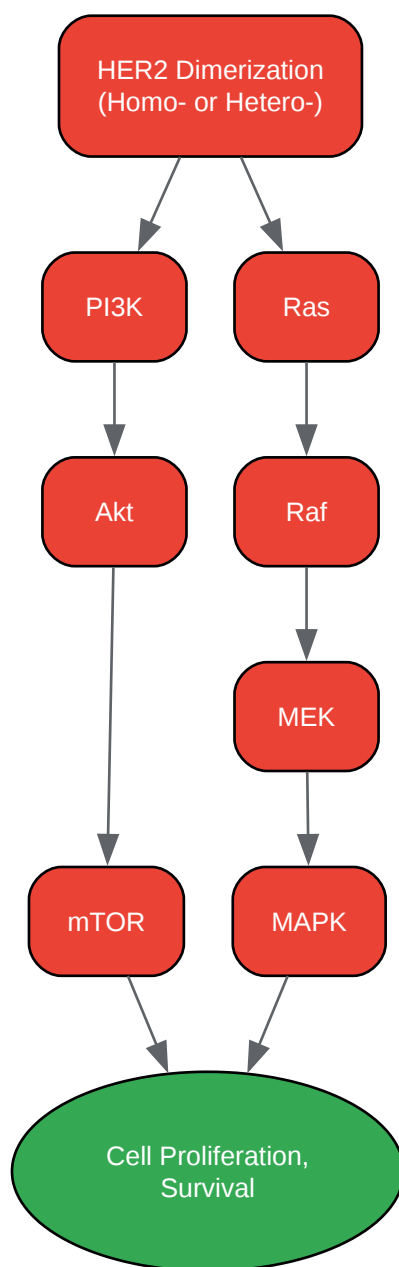 HER2 Dimerization
(Homo- or Hetero-)
PI3K
Ras
Akt
Raf
MEK
mTOR
MAPK
Cell Proliferation,
Survival